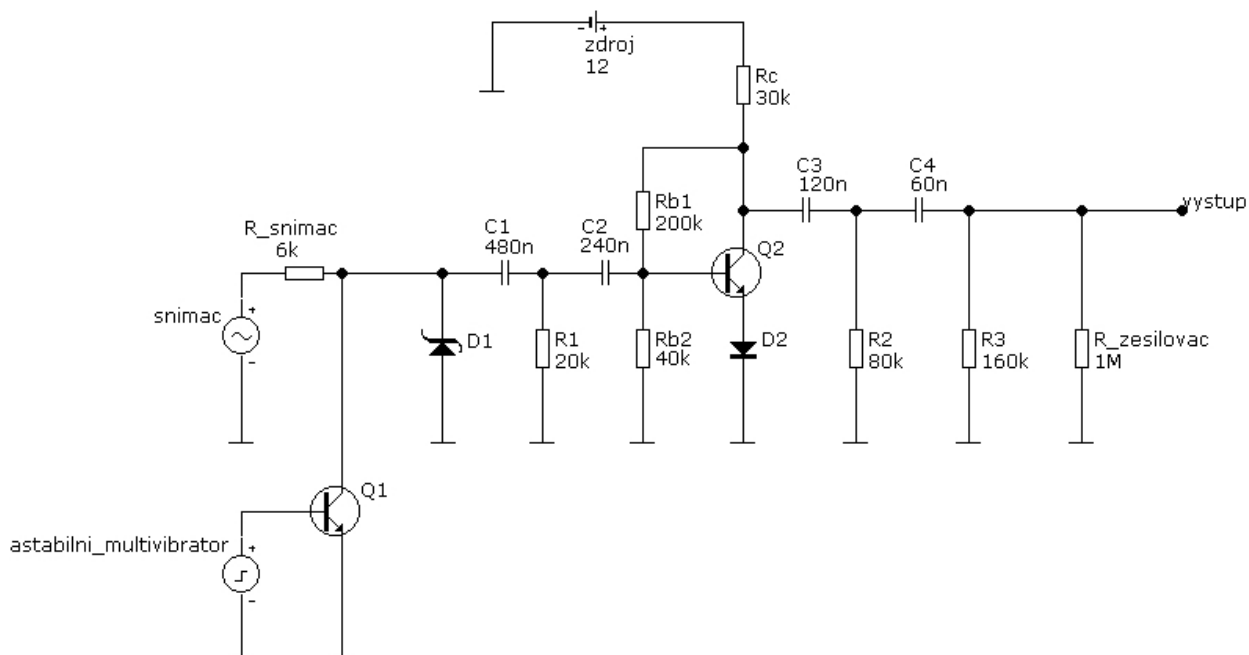 - +
zdroj
12
Rc
30k
C3
120n
C4
60n
vystup
Rb1
200k
R_snimac
6k
C1
480n
C2
240n
Q2
+
snimac
-
D1
R1
20k
Rb2
40k
D2
R2
80k
R3
160k
R_zesilovac
1M
Q1
+
astabilni_multivibrator
-